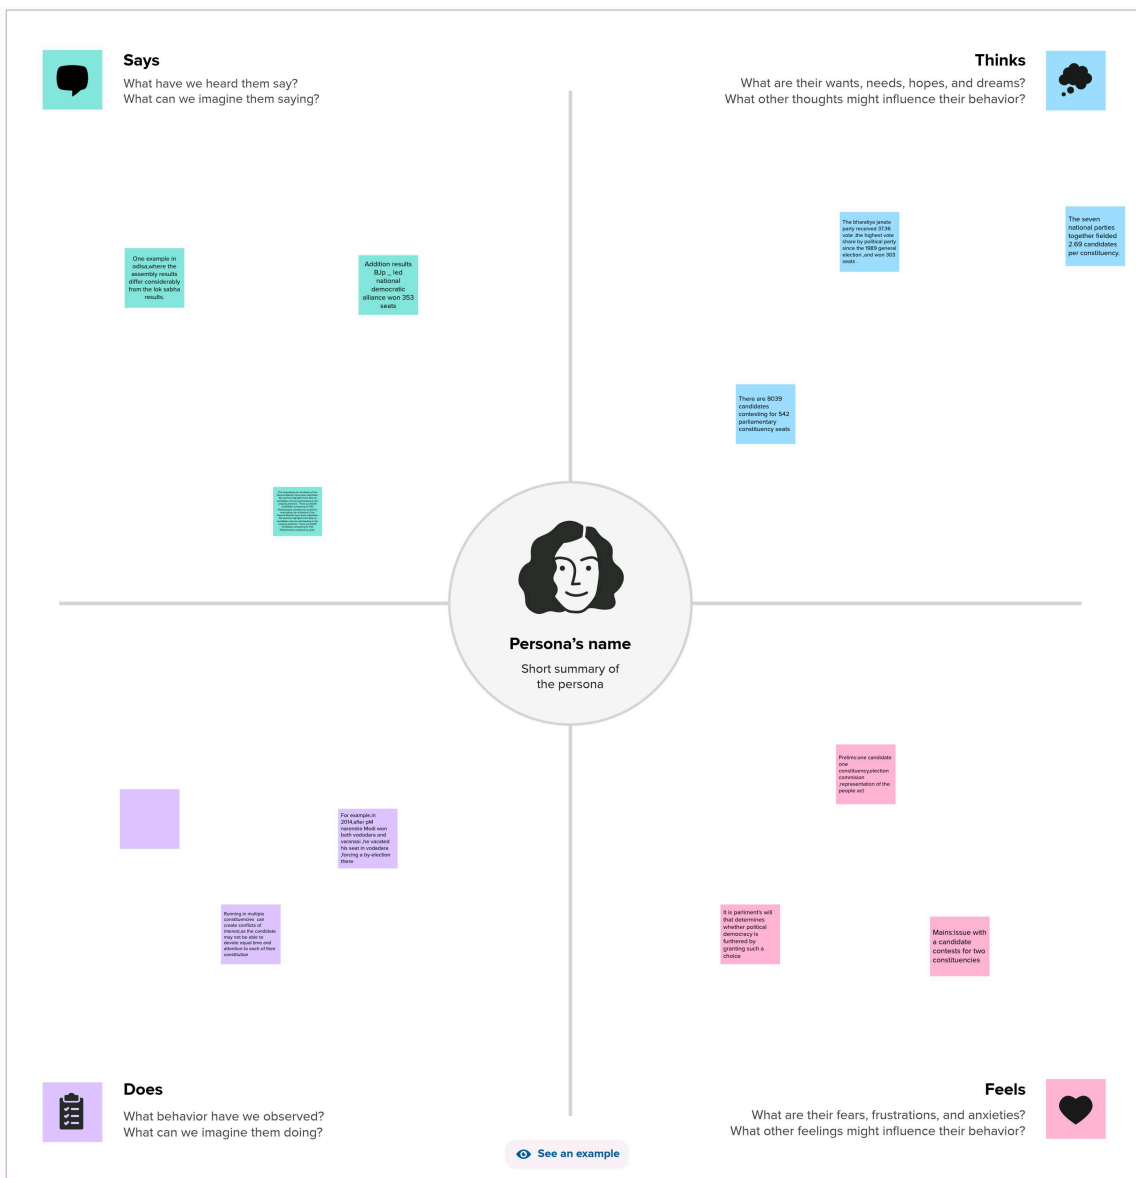 Says
What have we heard them say?
What can we imagine them saying?
Thinks
What are their wants, needs, hopes, and dreams?
What other thoughts might influence their behavior?
One example in
odisa,where the
assembly results
differ considerably
from the lok sabha
results.
Addition results
BJp _ led
national
democratic
alliance won 353
seats
The bharatiya janata
party received 37.36
vote ,the highest vote
share by political party
since the 1989 general
election ,and won 303
seats .
The seven
national parties
together fielded
2.69 candidates
per constituency.
There are 8039
candidates
contesting for 542
parliamentary
constituency seats
Persona's name
Short summary of
the persona
For example,in
2014,after pM
narendra Modi won
both vododara and
varanasi ,he vacated
his seat in vodadara
,forcing a by-election
there
Running in multiple
constituencies can
create conflicts of
interest,as the candidate
may not be able to
devote equal time and
attention to each of their
constitution
Prelims:one candidate
one
constituency,election
commision
,representation of the
people act
It is parliment's will
that determines
whether political
democracy is
furthered by
granting such a
choice
Mains:issue with
a candidate
contests for two
constituencies
Does
What behavior have we observed?
What can we imagine them doing?
Feels
What are their fears, frustrations, and anxieties?
What other feelings might influence their behavior?
See an example